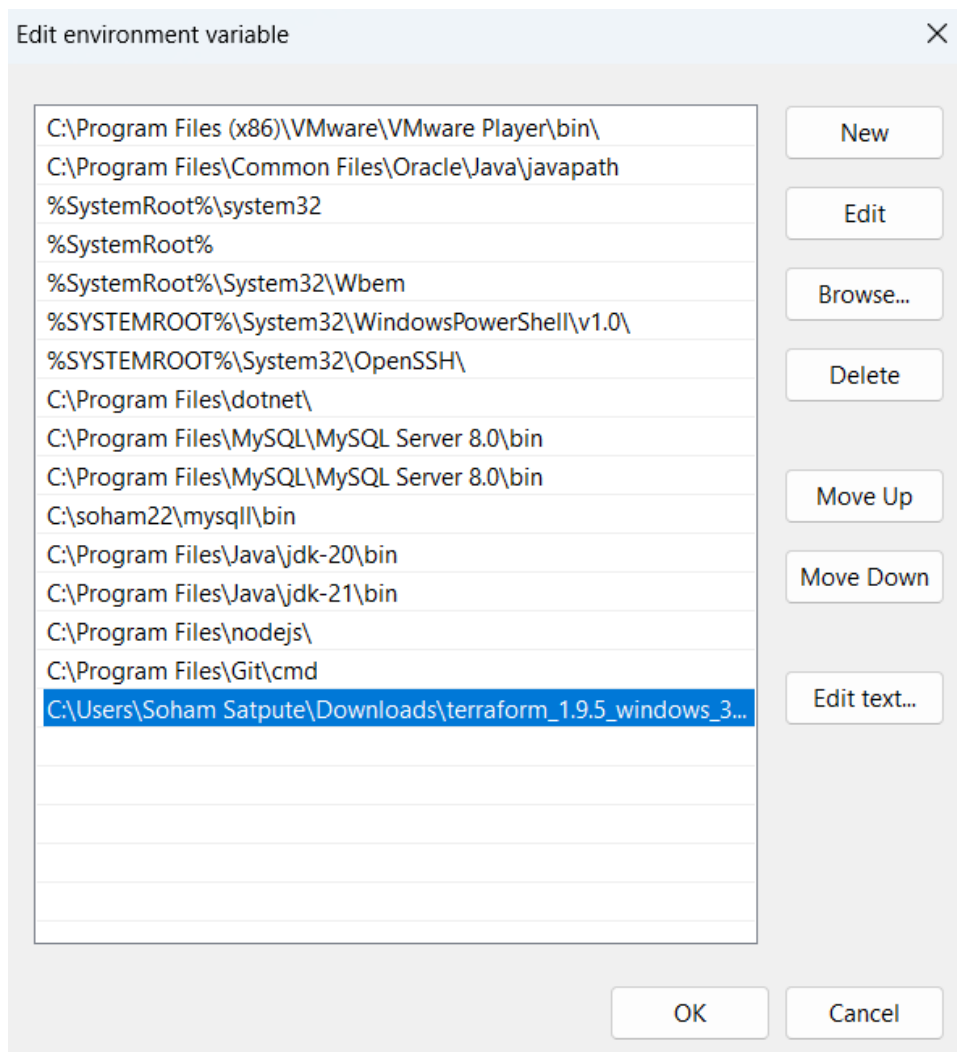 Edit environment variable
C:\Program Files (x86)\VMware\VMware Player\bin\
C:\Program Files\Common Files\Oracle\Java\javapath
%SystemRoot%\system32
%SystemRoot%
%SystemRoot%\System32\Wbem
%SYSTEMROOT%\System32\WindowsPowerShell\v1.0\
%SYSTEMROOT%\System32\OpenSSH\
C:\Program Files\dotnet\
C:\Program Files\MySQL\MySQL Server 8.0\bin
C:\Program Files\MySQL\MySQL Server 8.0\bin
C:\soham22\mysqll\bin
C:\Program Files\Java\jdk-20\bin
C:\Program Files\Java\jdk-21\bin
C:\Program Files\nodejs\
C:\Program Files\Git\cmd
C:\Users\Soham Satpute\Downloads\terraform_1.9.5_windows_3...
New
Edit
Browse...
Delete
Move Up
Move Down
Edit text...
OK
Cancel